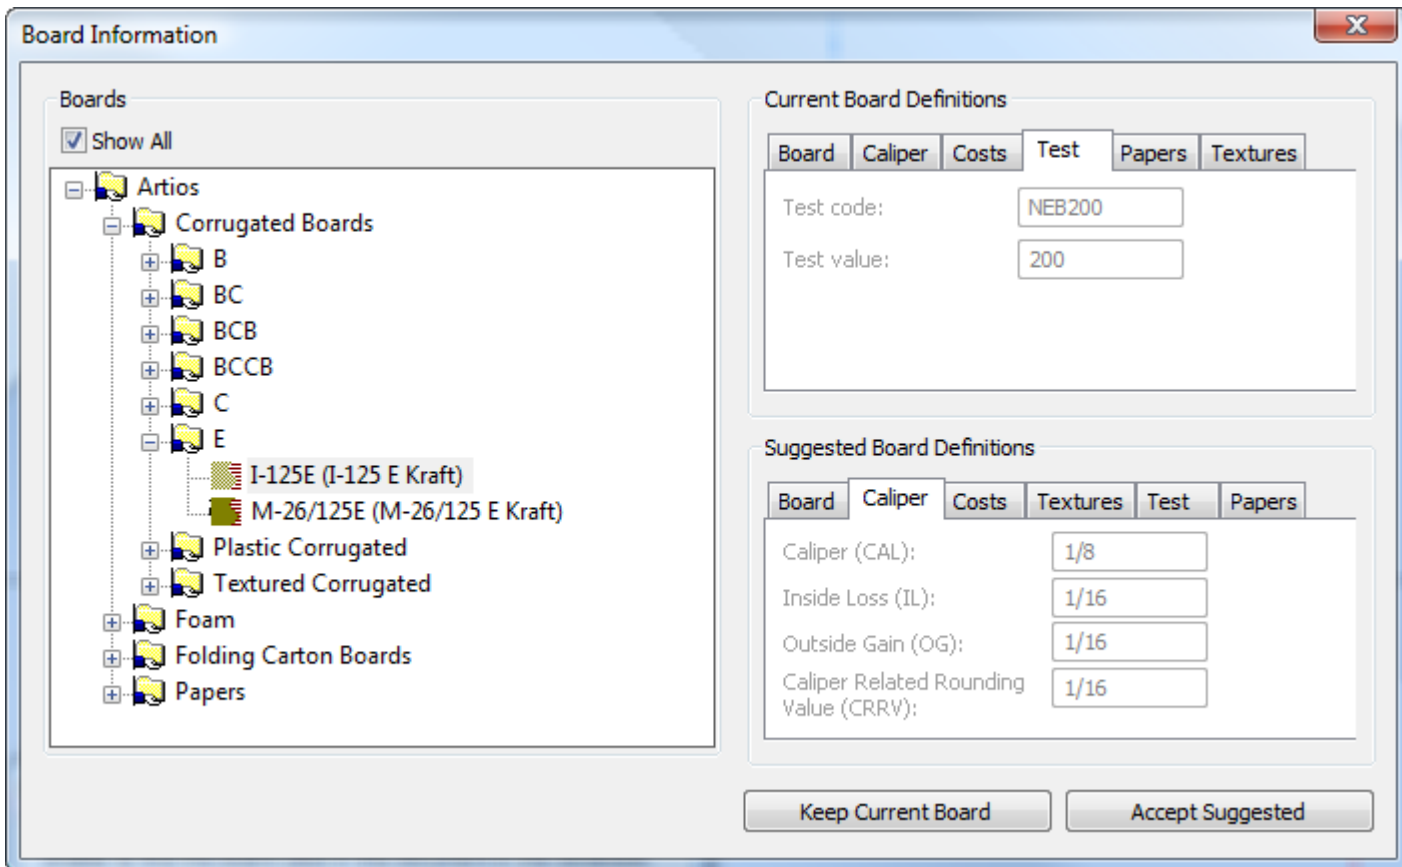 Board Information
X
Boards
Show All
Artios
Corrugated Boards
B
BC
BCB
BCCB
C
E
I-125E (I-125 E Kraft)
M-26/125E (M-26/125 E Kraft)
Plastic Corrugated
Textured Corrugated
Foam
Folding Carton Boards
Papers
Current Board Definitions
Board Caliper Costs Test Papers Textures
Test code: NEB200
Test value: 200
Suggested Board Definitions
Board Caliper Costs Textures Test Papers
Caliper (CAL): 1/8
Inside Loss (IL): 1/16
Outside Gain (OG): 1/16
Caliper Related Rounding
Value (CRRV): 1/16
Keep Current Board Accept Suggested